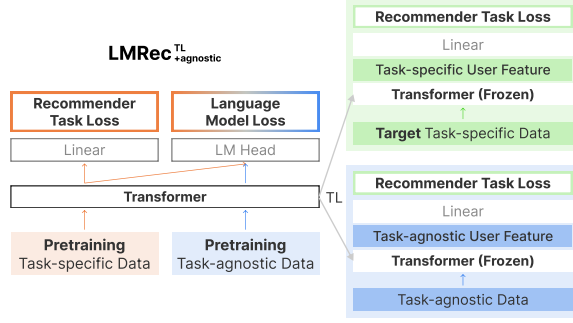 LMRec TL +agnostic
Recommender Task Loss
Language Model Loss
Linear
LM Head
Transformer
Pretraining Task-specific Data
Pretraining Task-agnostic Data
TL
Recommender Task Loss
Linear
Task-specific User Feature
Transformer (Frozen)
Target Task-specific Data
Recommender Task Loss
Linear
Task-agnostic User Feature
Transformer (Frozen)
Task-agnostic Data